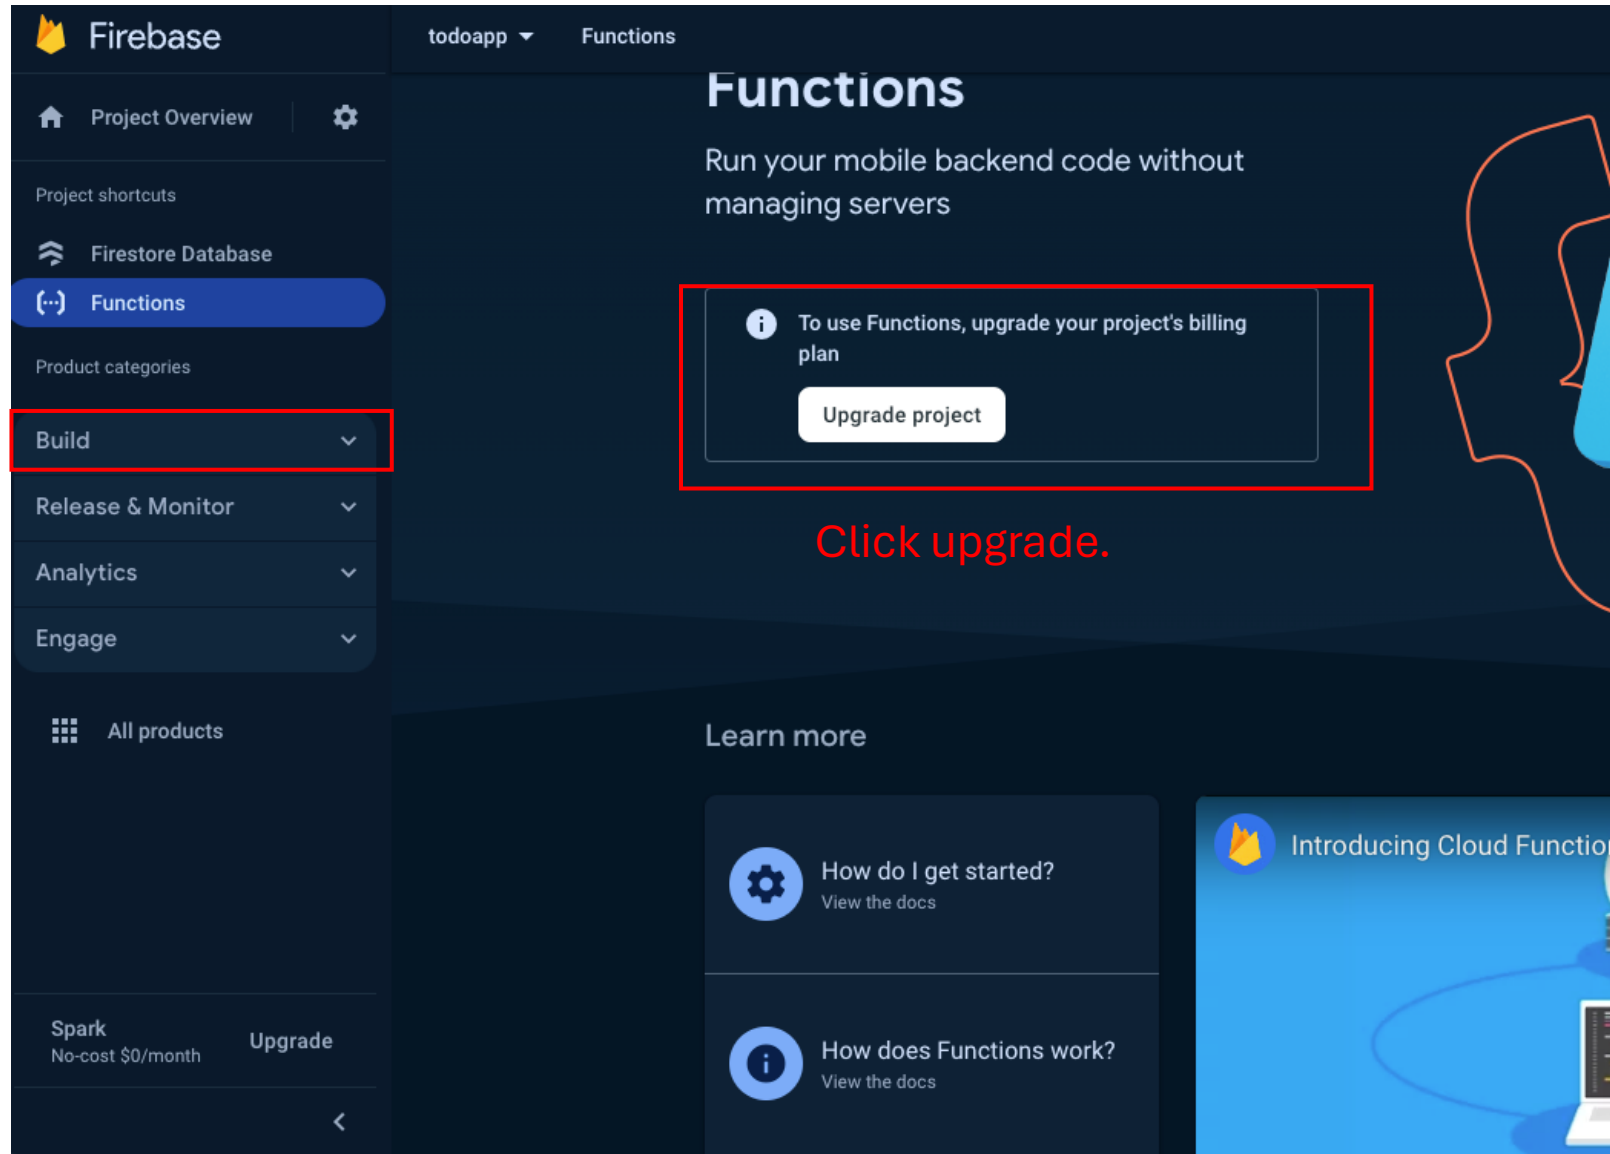 Firebase
todoapp
Functions
Project Overview
Project shortcuts
Firestore Database
Functions
Product categories
Build
Release & Monitor
Analytics
Engage
All products
Spark
No-cost $0/month
Upgrade
Functions
Run your mobile backend code without
managing servers
To use Functions, upgrade your project's billing
plan
Upgrade project
Click upgrade.
Learn more
How do I get started?
View the docs
How does Functions work?
View the docs
Introducing Cloud Functio